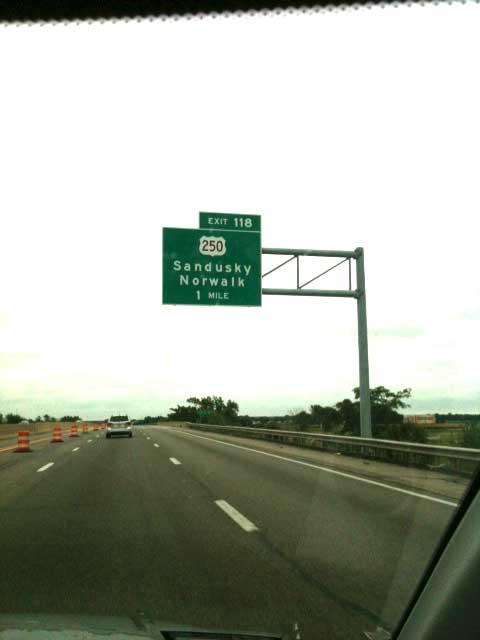 EXIT 118
250
Sandusky
Norwalk
1 MILE